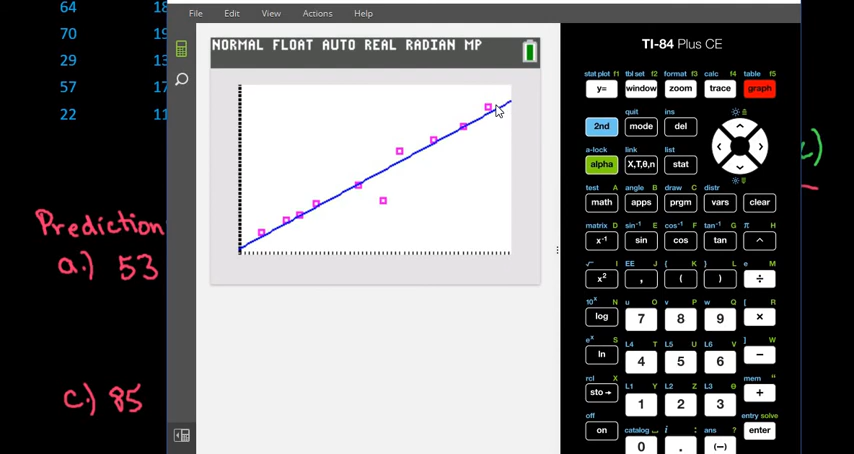 File Edit View Actions Help
NORMAL FLOAT AUTO REAL RADIAN MP
64 18
70 19
29 13
57 17
22 11
Prediction
a.) 53
c.) 85
TI-84 Plus CE
stat plot f1 tbl set f2 format f3 calc f4 table f5
y= window zoom trace graph
quit ins
2nd mode del
a-lock link list
alpha X,T,θ,n stat
test A angle B draw C distr
math apps prgm vars clear
matrix D sin⁻¹ E cos⁻¹ F tan⁻¹ G π H
x⁻¹ sin cos tan ^
√ I EE J { K } L e M
x² , ( ) ÷
10ˣ N u O v P w Q [ R
log 7 8 9 ×
eˣ S L4 T L5 U L6 V ] W
ln 4 5 6 −
rcl X L1 Y L2 Z L3 θ mem "
sto→ 1 2 3 +
off catalog i : ans ? entry solve
on 0 . (−) enter